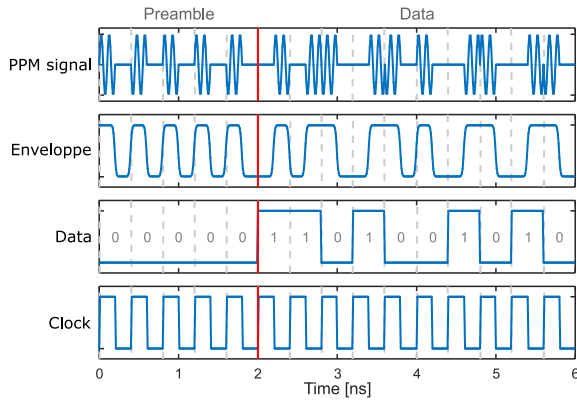 Preamble Data
PPM signal
Enveloppe
Data
0 0 0 0 0 1 1 0 1 0 0 1 0 1 0
Clock
0 1 2 3 4 5 6
Time [ns]